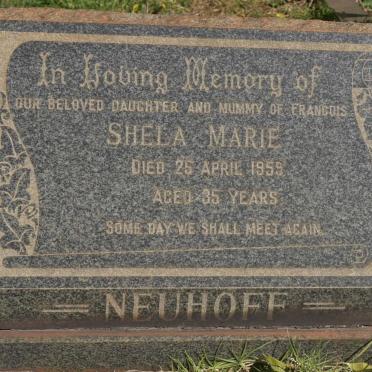 In Loving Memory of
OUR BELOVED DAUGHTER AND MUMMY OF FRANCOIS
SHELA MARIE
DIED 25 APRIL 1955
AGED 35 YEARS
SOME DAY WE SHALL MEET AGAIN.
NEUHOFF